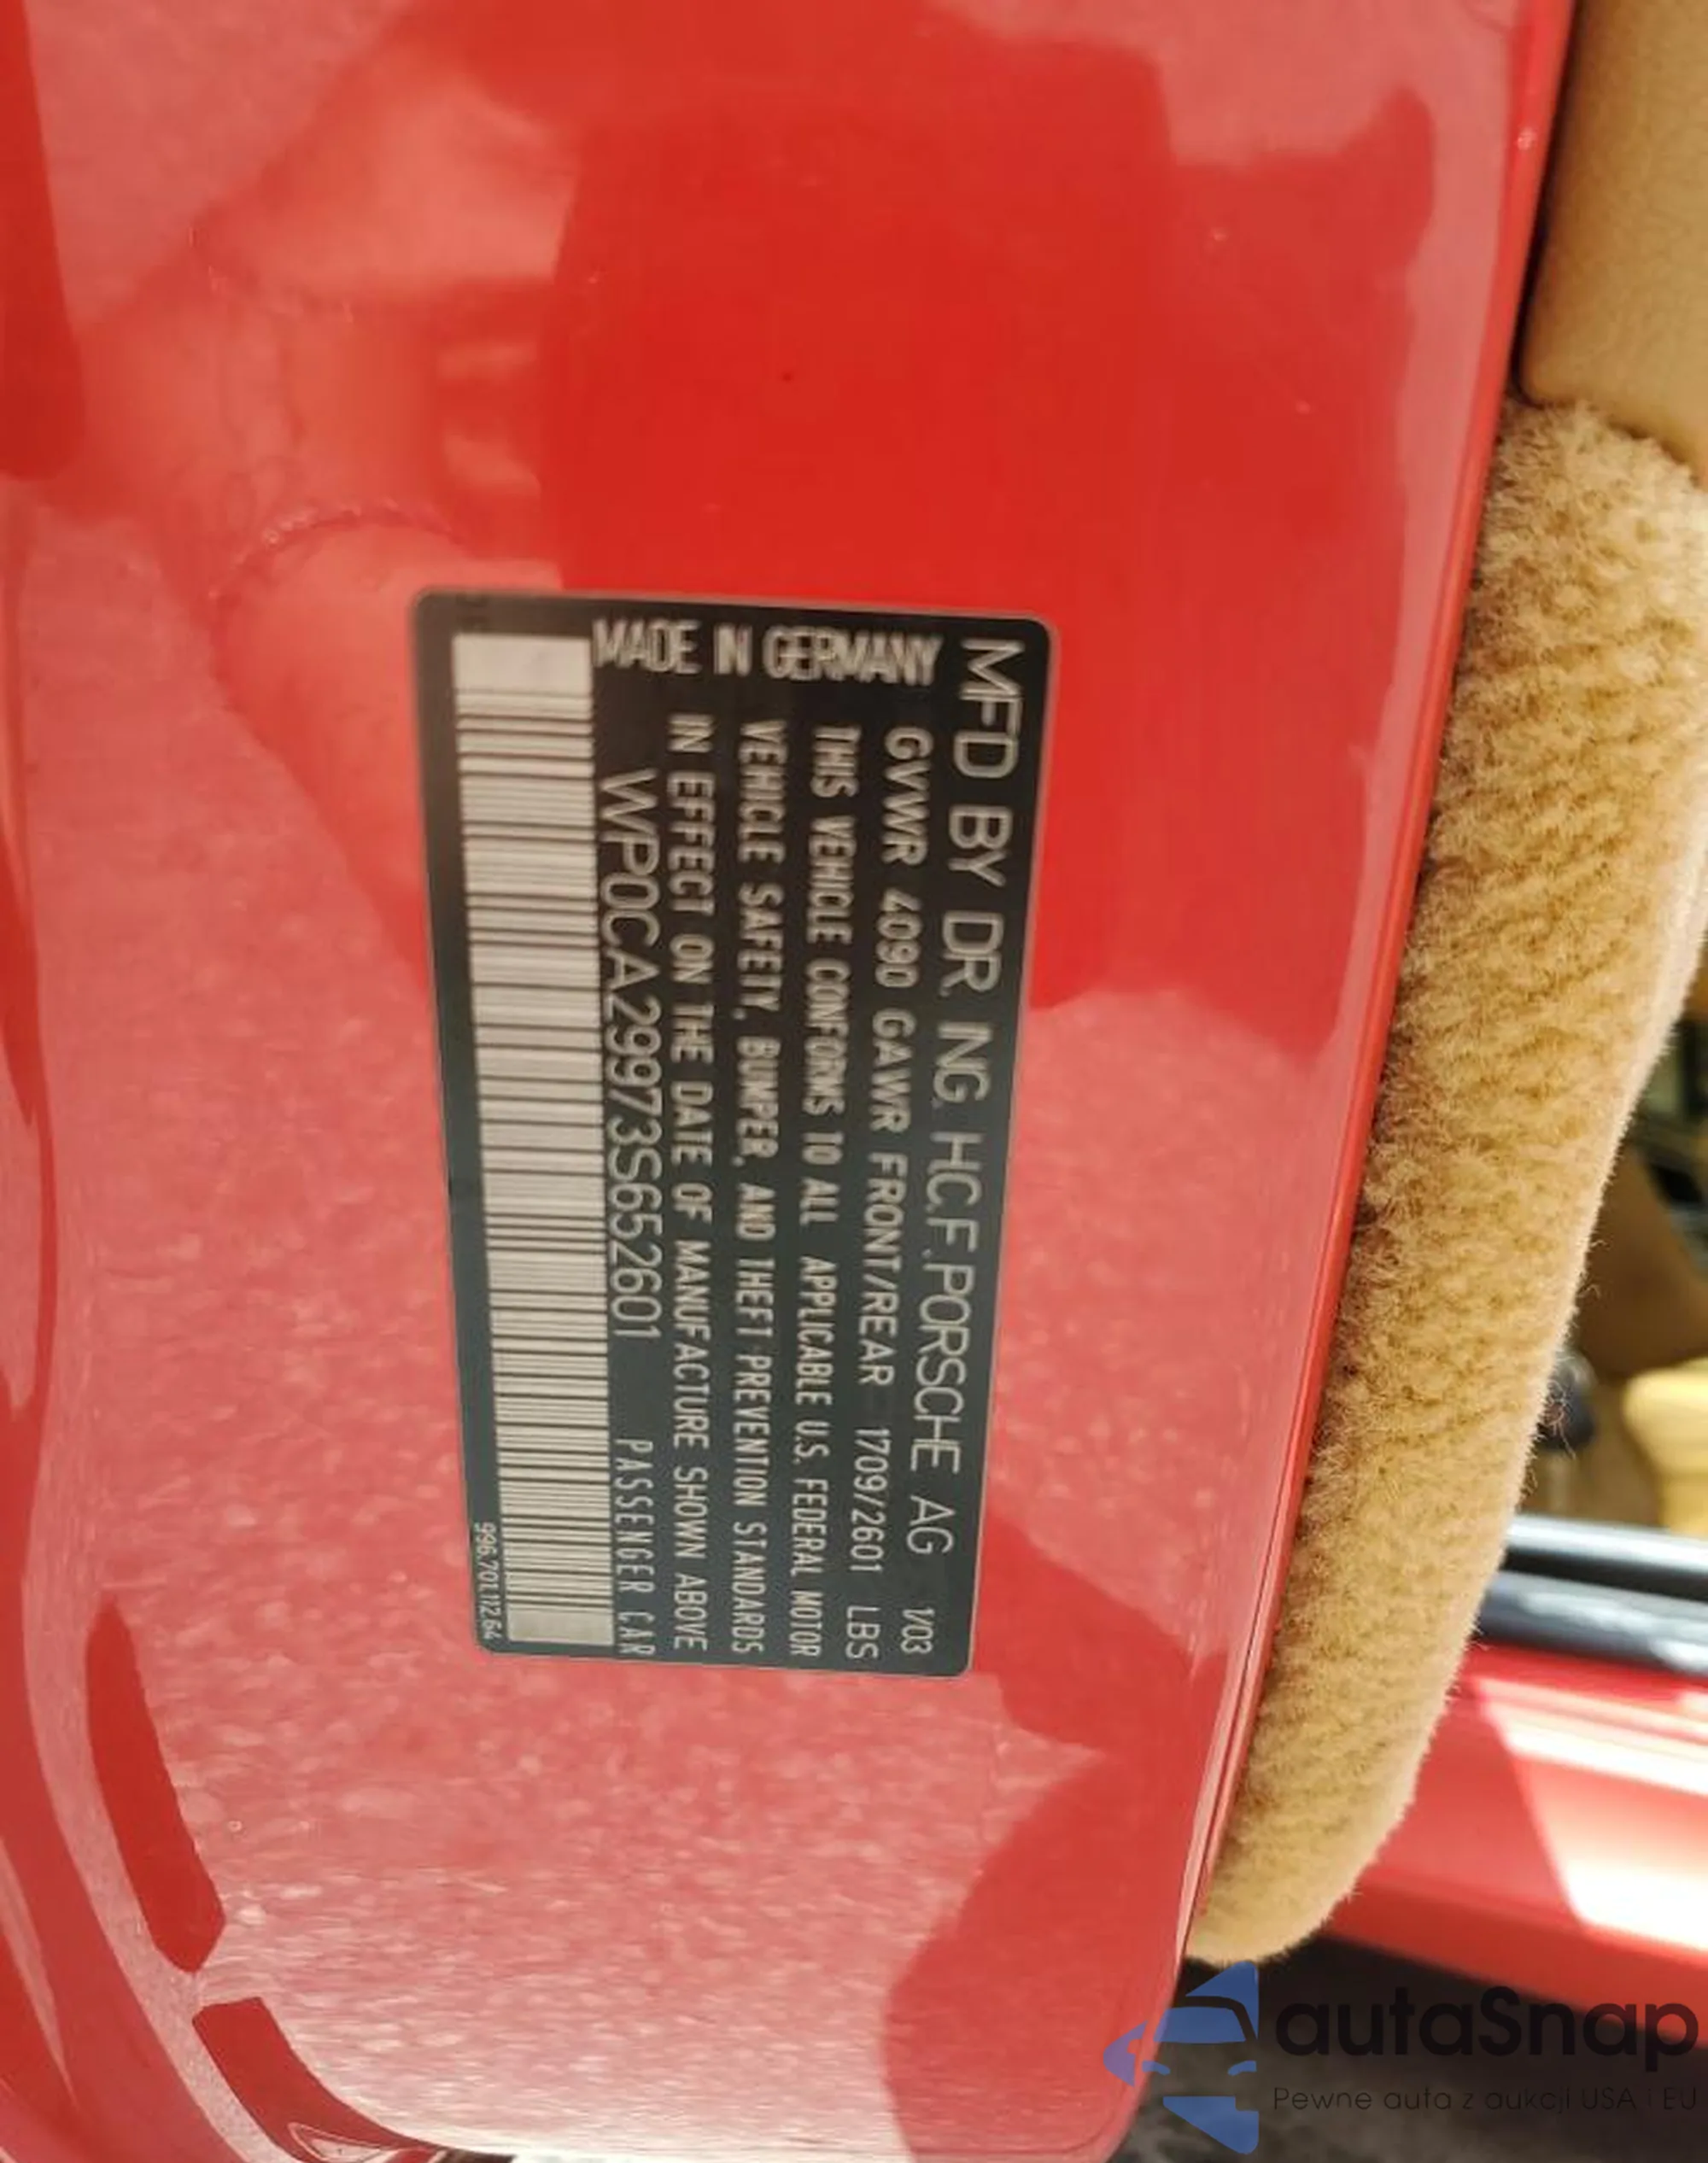 MFD BY DR. ING. H.C.F. PORSCHE AG 1/03
GVWR 4090 GAWR FRONT/REAR 1709/2601 LBS
THIS VEHICLE CONFORMS TO ALL APPLICABLE U.S. FEDERAL MOTOR
VEHICLE SAFETY, BUMPER, AND THEFT PREVENTION STANDARDS
IN EFFECT ON THE DATE OF MANUFACTURE SHOWN ABOVE
MADE IN GERMANY
WP0CA29973S652601 PASSENGER CAR
996.701.112.64
autaSnap
Pewne auta z aukcji USA i EU